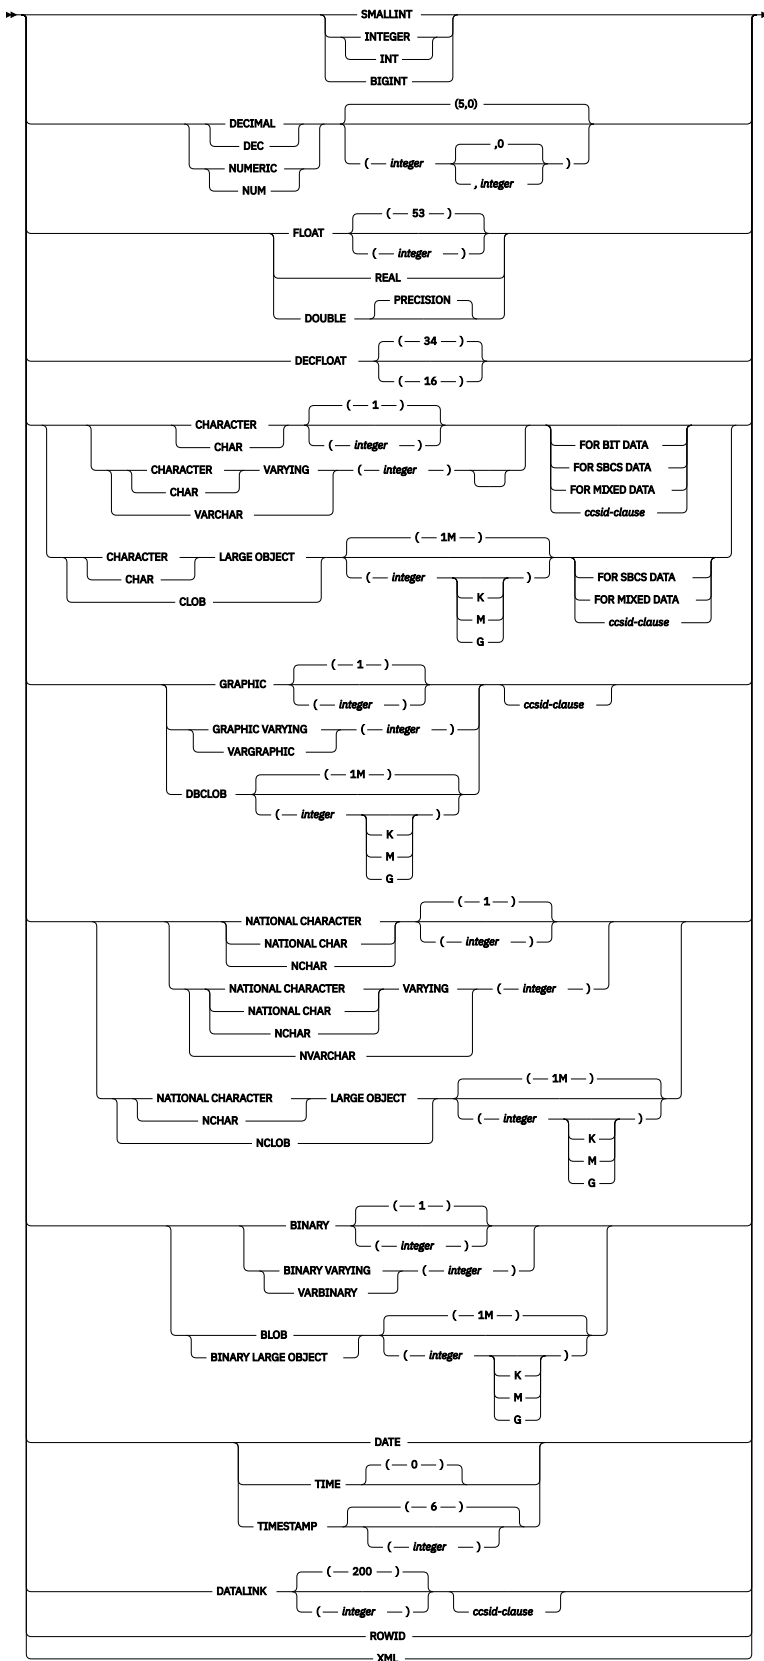 SMALLINT
INTEGER
INT
BIGINT
(5,0)
DECIMAL
DEC
,0
( integer )
NUMERIC
, integer
NUM
( 53 )
FLOAT
( integer )
REAL
PRECISION
DOUBLE
( 34 )
DECFLOAT
( 16 )
( 1 )
CHARACTER
CHAR
( integer )
FOR BIT DATA
CHARACTER VARYING ( integer )
FOR SBCS DATA
CHAR
FOR MIXED DATA
VARCHAR
ccsid-clause
( 1M )
CHARACTER LARGE OBJECT
CHAR
( integer )
FOR SBCS DATA
K
FOR MIXED DATA
CLOB
M
ccsid-clause
G
( 1 )
GRAPHIC
( integer )
ccsid-clause
GRAPHIC VARYING ( integer )
VARGRAPHIC
( 1M )
DBCLOB
( integer )
K
M
G
( 1 )
NATIONAL CHARACTER
NATIONAL CHAR
( integer )
NCHAR
NATIONAL CHARACTER VARYING ( integer )
NATIONAL CHAR
NCHAR
NVARCHAR
( 1M )
NATIONAL CHARACTER LARGE OBJECT
NCHAR
( integer )
K
NCLOB
M
G
( 1 )
BINARY
( integer )
BINARY VARYING ( integer )
VARBINARY
( 1M )
BLOB
BINARY LARGE OBJECT
( integer )
K
M
G
DATE
( 0 )
TIME
( 6 )
TIMESTAMP
( integer )
( 200 )
DATALINK
( integer )
ccsid-clause
ROWID
XML